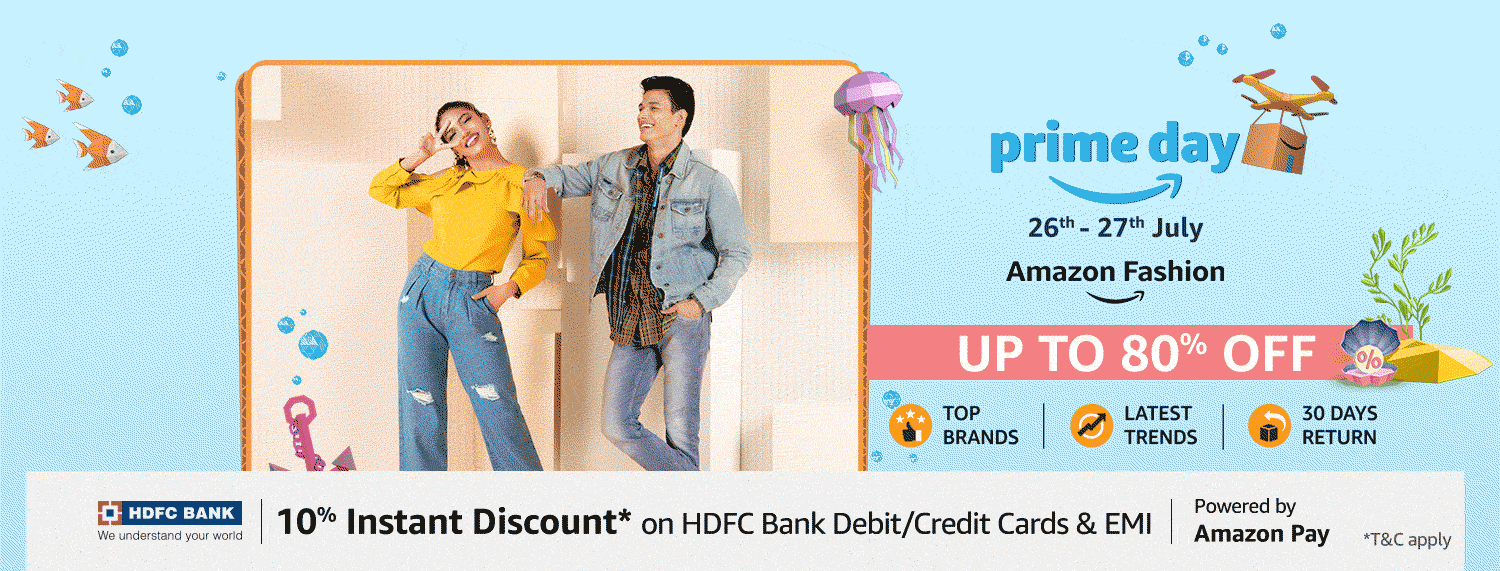 prime day
26th - 27th July
Amazon Fashion
UP TO 80% OFF
%
TOP
BRANDS
LATEST
TRENDS
30 DAYS
RETURN
HDFC BANK
We understand your world
10% Instant Discount* on HDFC Bank Debit/Credit Cards & EMI
Powered by
Amazon Pay
*T&C apply